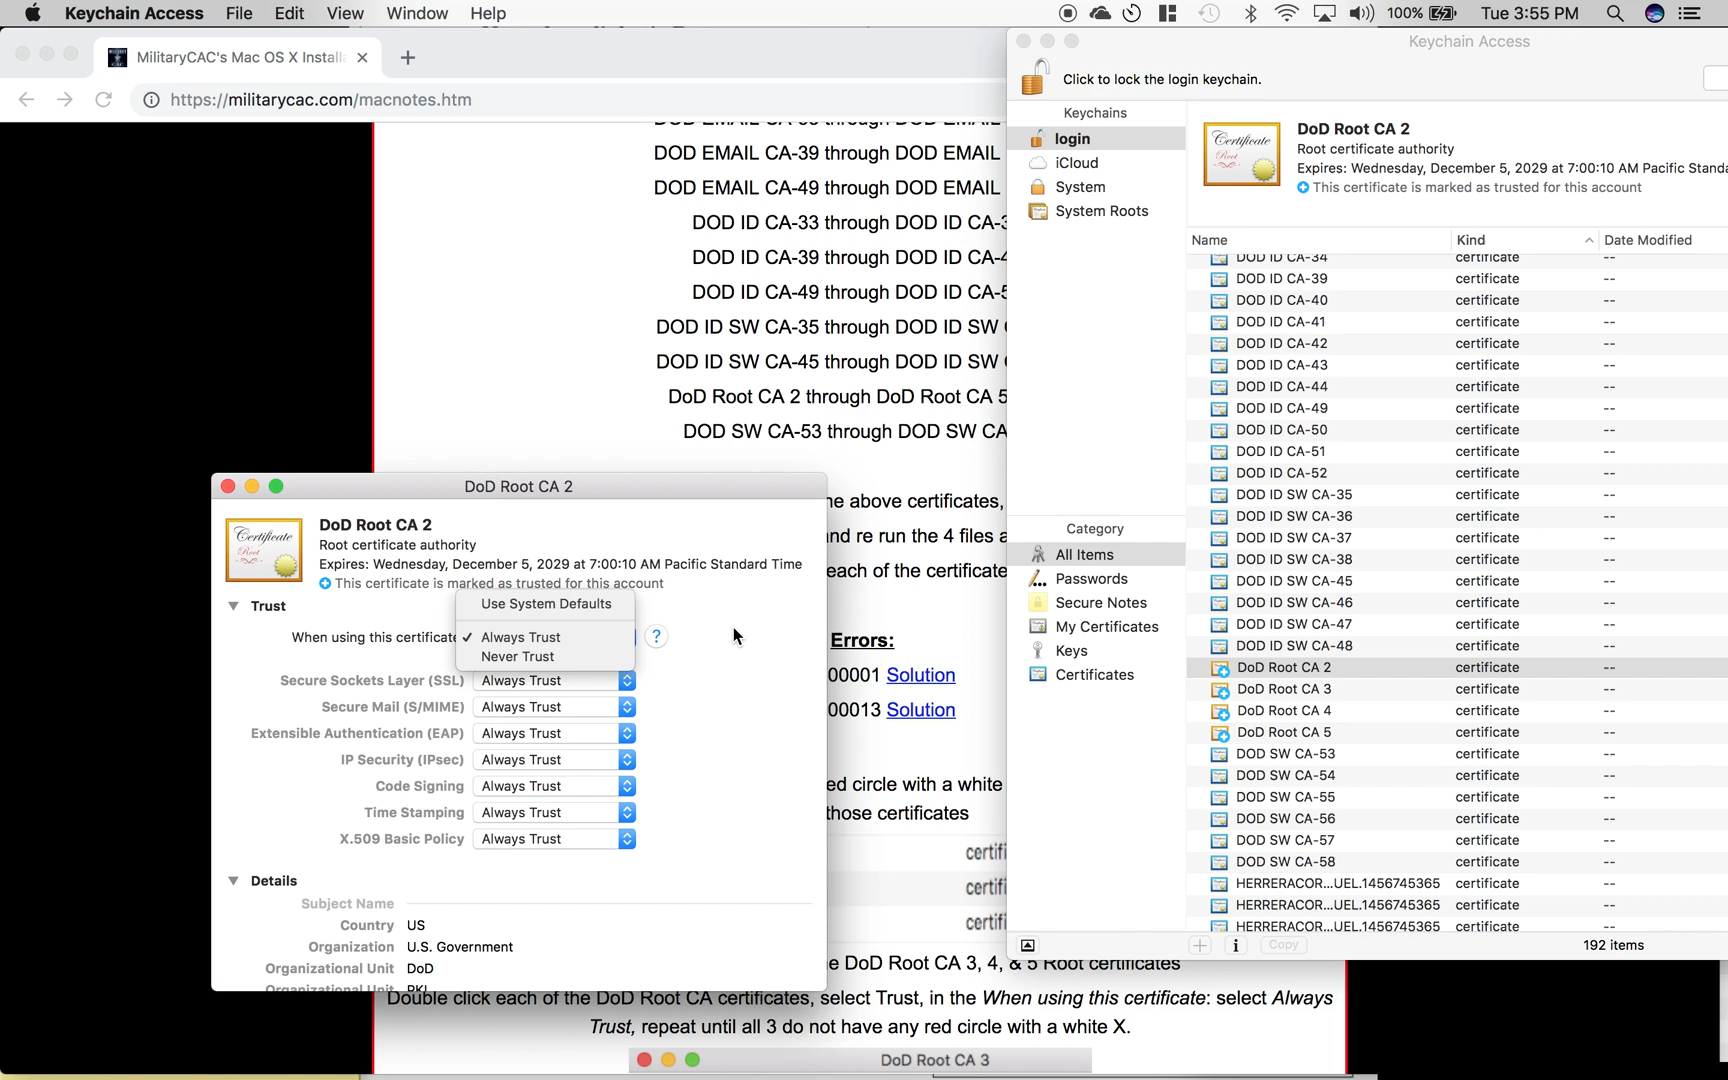 Keychain Access File Edit View Window Help 100% Tue 3:55 PM
MilitaryCAC's Mac OS X Install
https://militarycac.com/macnotes.htm
DOD EMAIL CA-39 through DOD EMAIL
DOD EMAIL CA-49 through DOD EMAIL
DOD ID CA-33 through DOD ID CA-3
DOD ID CA-39 through DOD ID CA-4
DOD ID CA-49 through DOD ID CA-5
DOD ID SW CA-35 through DOD ID SW
DOD ID SW CA-45 through DOD ID SW
DoD Root CA 2 through DoD Root CA 5
DOD SW CA-53 through DOD SW CA
he above certificates,
and re run the 4 files a
each of the certificate
Errors:
00001 Solution
00013 Solution
ed circle with a white
those certificates
certifi
certifi
certifi
e DoD Root CA 3, 4, & 5 Root certificates
Double click each of the DoD Root CA certificates, select Trust, in the When using this certificate: select Always
Trust, repeat until all 3 do not have any red circle with a white X.
DoD Root CA 3
DoD Root CA 2
DoD Root CA 2
Root certificate authority
Expires: Wednesday, December 5, 2029 at 7:00:10 AM Pacific Standard Time
This certificate is marked as trusted for this account
Trust
When using this certificate
Use System Defaults
✓ Always Trust
Never Trust
?
Secure Sockets Layer (SSL) Always Trust
Secure Mail (S/MIME) Always Trust
Extensible Authentication (EAP) Always Trust
IP Security (IPsec) Always Trust
Code Signing Always Trust
Time Stamping Always Trust
X.509 Basic Policy Always Trust
Details
Subject Name
Country US
Organization U.S. Government
Organizational Unit DoD
Organizational Unit PKI
Keychain Access
Click to lock the login keychain.
Keychains
login
iCloud
System
System Roots
Category
All Items
Passwords
Secure Notes
My Certificates
Keys
Certificates
Certificate
Root
DoD Root CA 2
Root certificate authority
Expires: Wednesday, December 5, 2029 at 7:00:10 AM Pacific Standa
This certificate is marked as trusted for this account
Name Kind Date Modified
DOD ID CA-34 certificate --
DOD ID CA-39 certificate --
DOD ID CA-40 certificate --
DOD ID CA-41 certificate --
DOD ID CA-42 certificate --
DOD ID CA-43 certificate --
DOD ID CA-44 certificate --
DOD ID CA-49 certificate --
DOD ID CA-50 certificate --
DOD ID CA-51 certificate --
DOD ID CA-52 certificate --
DOD ID SW CA-35 certificate --
DOD ID SW CA-36 certificate --
DOD ID SW CA-37 certificate --
DOD ID SW CA-38 certificate --
DOD ID SW CA-45 certificate --
DOD ID SW CA-46 certificate --
DOD ID SW CA-47 certificate --
DOD ID SW CA-48 certificate --
DoD Root CA 2 certificate --
DoD Root CA 3 certificate --
DoD Root CA 4 certificate --
DoD Root CA 5 certificate --
DOD SW CA-53 certificate --
DOD SW CA-54 certificate --
DOD SW CA-55 certificate --
DOD SW CA-56 certificate --
DOD SW CA-57 certificate --
DOD SW CA-58 certificate --
HERRERACOR...UEL.1456745365 certificate --
HERRERACOR...UEL.1456745365 certificate --
HERRERACOR...UEL.1456745365 certificate --
Copy
192 items